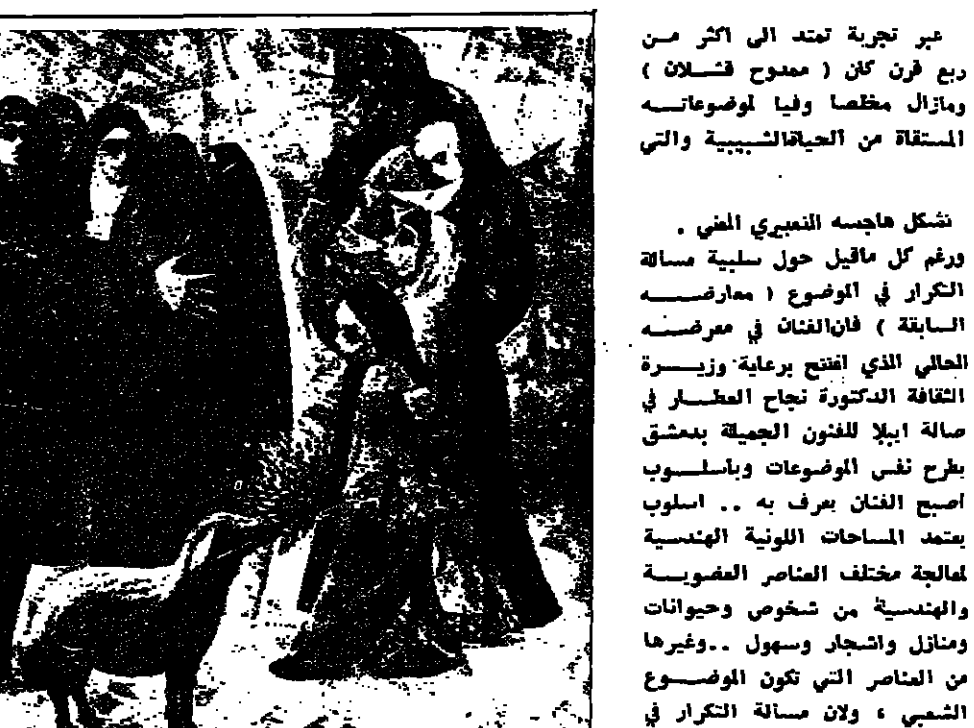 عبر تجربة تمتد الى اكثر من
ربع قرن كان ( ممدوح قشلان )
ومازال مخلصا وفيا لموضوعاته
المستقاة من الحياةالشبيبية والتي
نشكل هاجسه التعبيري الفني .
ورغم كل ماقيل حول سلبية مسالة
التكرار في الموضوع ( معارضه
السابقة ) فانالفنان في معرضه
الحالي الذي افتتح برعاية وزيرة
الثقافة الدكتورة نجاح العطار في
صالة ايبلا للفنون الجميلة بدمشق
يطرح نفس الموضوعات وباسلوب
اصبح الفنان يعرف به .. اسلوب
يعتمد المساحات اللونية الهندسية
لمعالجة مختلف العناصر العضوية
والهندسية من شخوص وحيوانات
ومنازل واشجار وسهول ..وغيرها
من العناصر التي تكون الموضوع
الشعبي ، ولان مسالة التكرار في